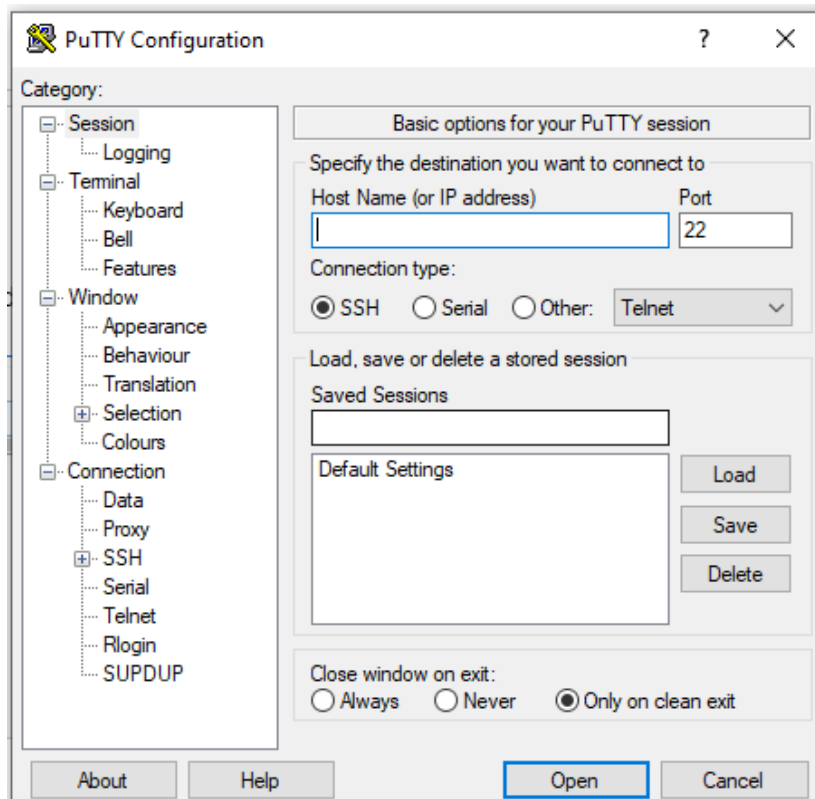 PuTTY Configuration
?
Category:
Session
Logging
Terminal
Keyboard
Bell
Features
Window
Appearance
Behaviour
Translation
Selection
Colours
Connection
Data
Proxy
SSH
Serial
Telnet
Rlogin
SUPDUP
Basic options for your PuTTY session
Specify the destination you want to connect to
Host Name (or IP address) Port
22
Connection type:
SSH Serial Other: Telnet
Load, save or delete a stored session
Saved Sessions
Default Settings
Load
Save
Delete
Close window on exit:
Always Never Only on clean exit
About Help Open Cancel